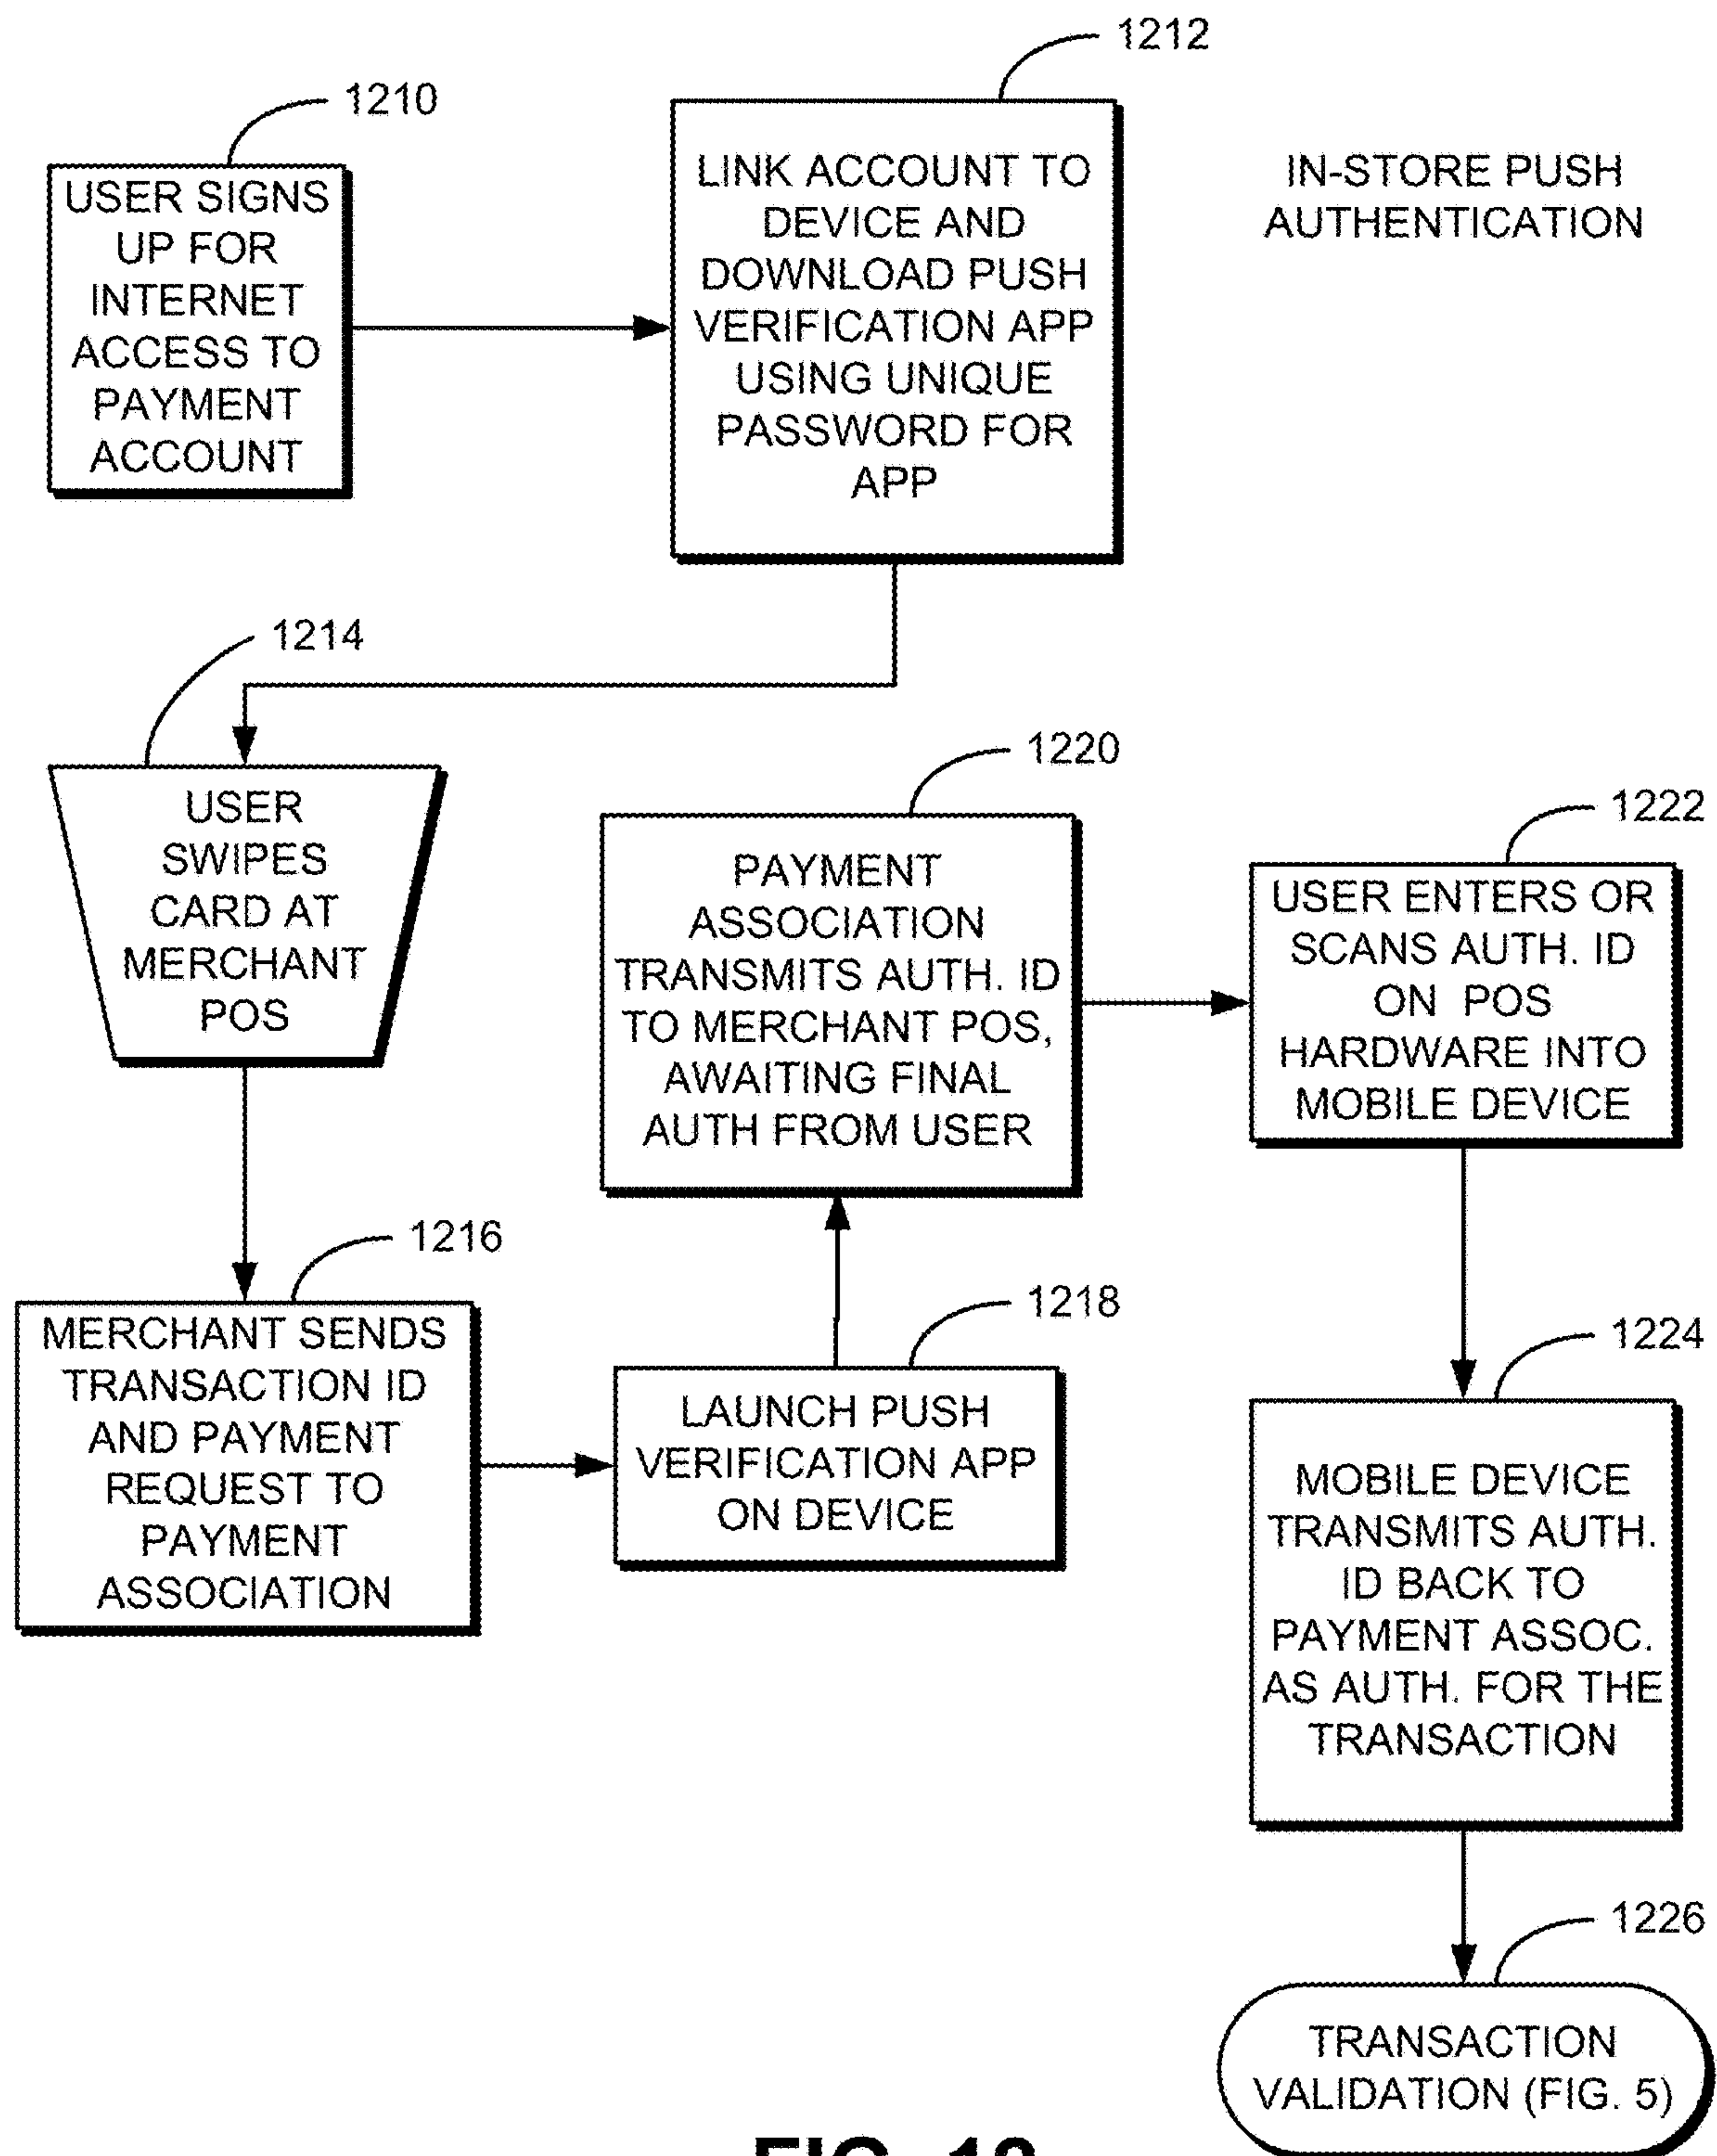 1210
USER SIGNS
UP FOR
INTERNET
ACCESS TO
PAYMENT
ACCOUNT
1212
LINK ACCOUNT TO
DEVICE AND
DOWNLOAD PUSH
VERIFICATION APP
USING UNIQUE
PASSWORD FOR
APP
IN-STORE PUSH
AUTHENTICATION
1214
USER
SWIPES
CARD AT
MERCHANT
POS
1216
MERCHANT SENDS
TRANSACTION ID
AND PAYMENT
REQUEST TO
PAYMENT
ASSOCIATION
1218
LAUNCH PUSH
VERIFICATION APP
ON DEVICE
1220
PAYMENT
ASSOCIATION
TRANSMITS AUTH. ID
TO MERCHANT POS,
AWAITING FINAL
AUTH FROM USER
1222
USER ENTERS OR
SCANS AUTH. ID
ON POS
HARDWARE INTO
MOBILE DEVICE
1224
MOBILE DEVICE
TRANSMITS AUTH.
ID BACK TO
PAYMENT ASSOC.
AS AUTH. FOR THE
TRANSACTION
1226
TRANSACTION
VALIDATION (FIG. 5)